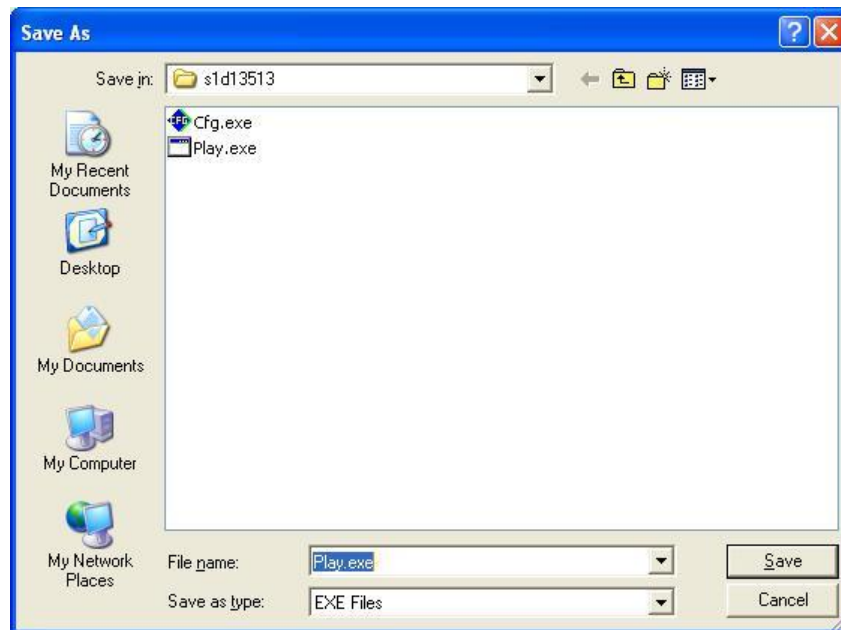 Save As
Save in:
s1d13513
Cfg.exe
Play.exe
My Recent
Documents
Desktop
My Documents
My Computer
My Network
Places
File name:
Play.exe
Save
Save as type:
EXE Files
Cancel